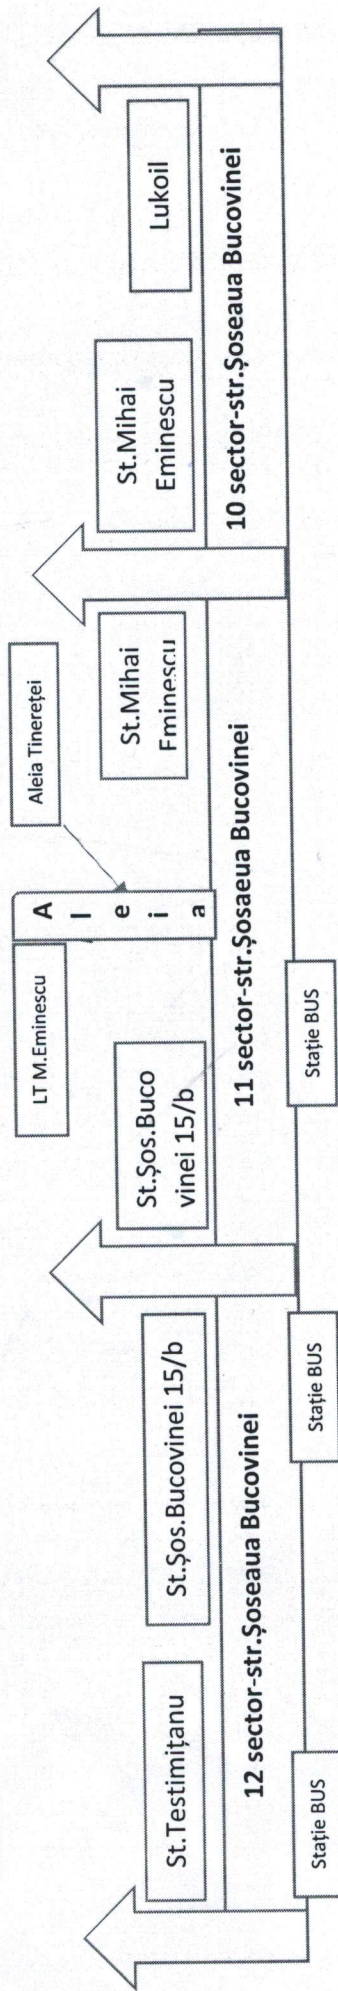 LT M.Eminescu
Aleia Tinereței
A
l
e
i
a
St.Testimițanu
St.Șos.Bucovinei 15/b
St.Șos.Buco
vinei 15/b
St.Mihai
Eminescu
St.Mihai
Eminescu
Lukoil
12 sector-str.Șoseaua Bucovinei
11 sector-str.Șosaeua Bucovinei
10 sector-str.Șoseaua Bucovinei
Stație BUS
Stație BUS
Stație BUS